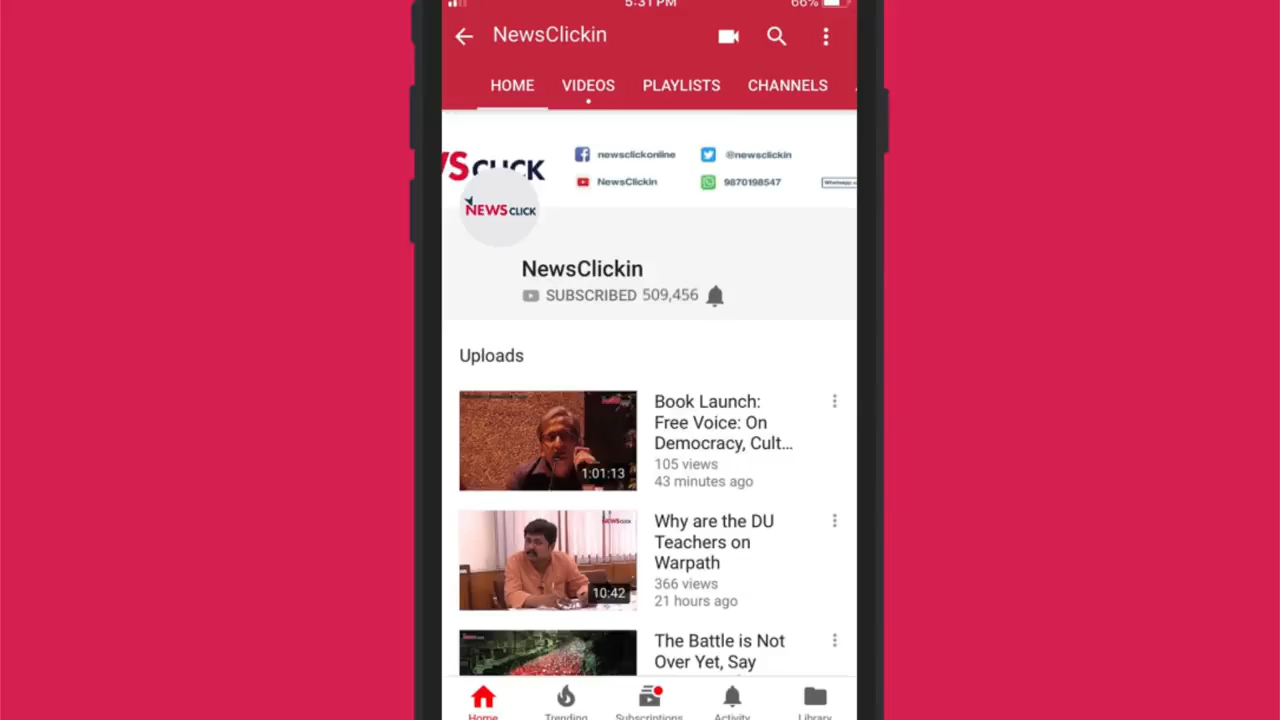 5:31 PM
66%
NewsClickin
HOME
VIDEOS
PLAYLISTS
CHANNELS
WS CLICK
newsclickonline
@newsclickin
NewsClickin
9870198547
Whatsapp
NEWS CLICK
NewsClickin
SUBSCRIBED 509,456
Uploads
Book Launch:
Free Voice: On
Democracy, Cult...
105 views
43 minutes ago
1:01:13
Why are the DU
Teachers on
Warpath
366 views
21 hours ago
NEWSCLICK
10:42
The Battle is Not
Over Yet, Say
Home
Trending
Subscriptions
Activity
Library